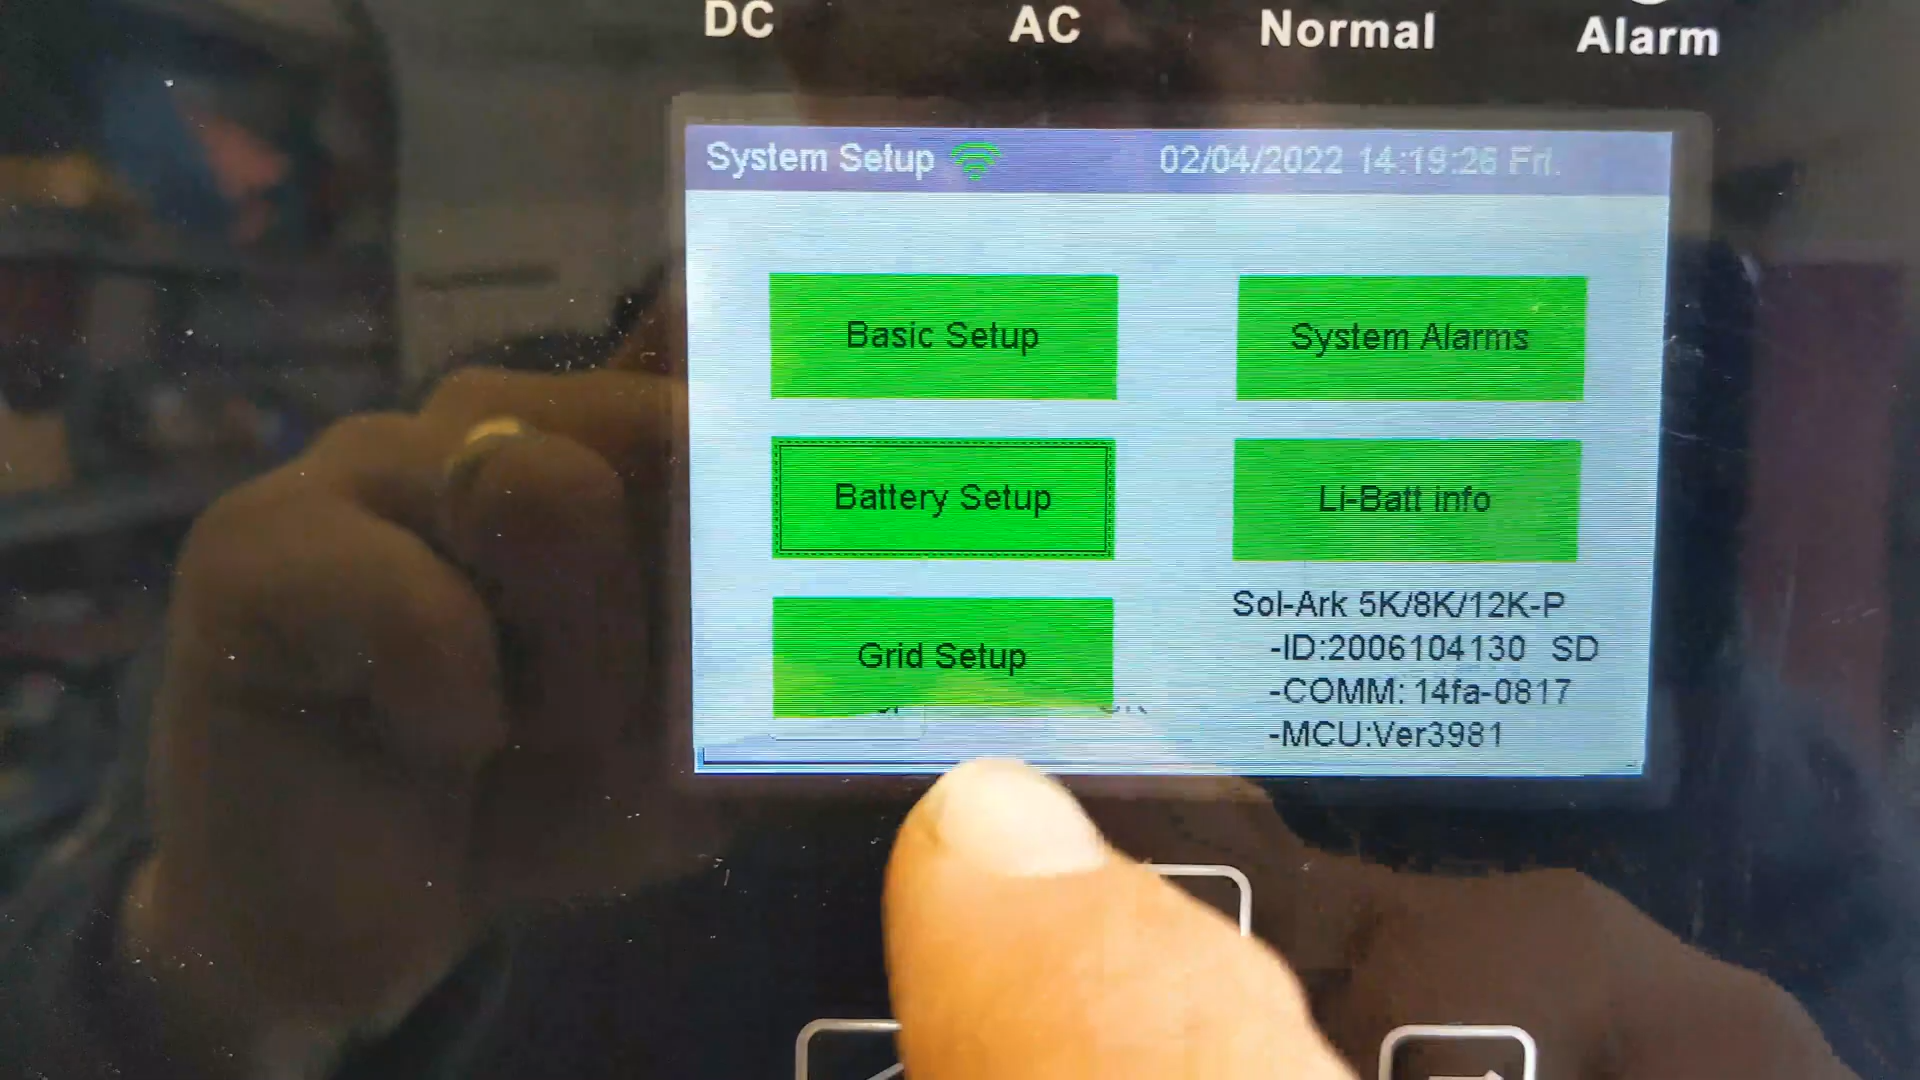 DC AC Normal Alarm
System Setup 02/04/2022 14:19:26 Fri.
Basic Setup System Alarms
Battery Setup Li-Batt info
Grid Setup
Sol-Ark 5K/8K/12K-P
-ID:2006104130 SD
-COMM: 14fa-0817
-MCU:Ver3981